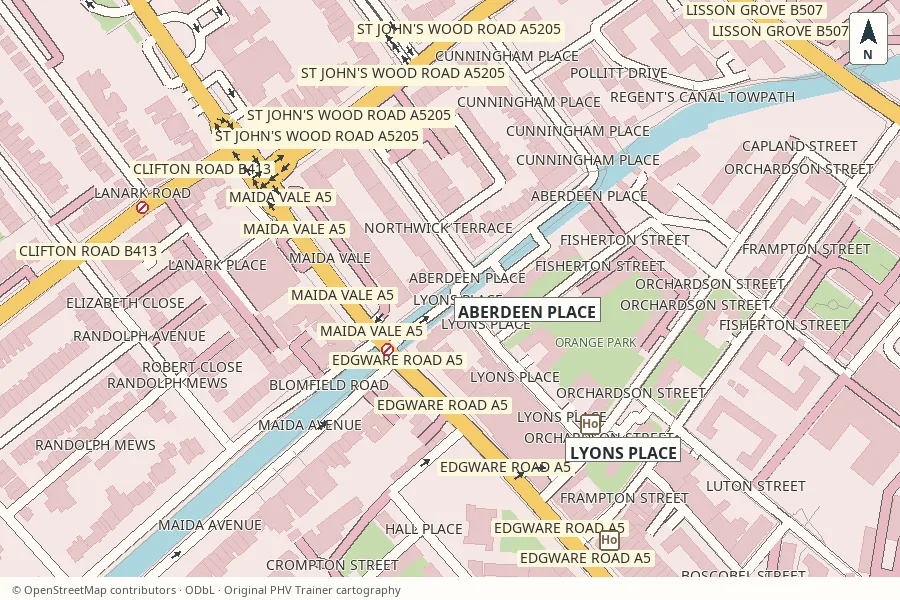 LISSON GROVE B507
ST JOHN'S WOOD ROAD A5205
LISSON GROVE B507
N
CUNNINGHAM PLACE
ST JOHN'S WOOD ROAD A5205
POLLITT DRIVE
REGENT'S CANAL TOWPATH
CUNNINGHAM PLACE
ST JOHN'S WOOD ROAD A5205
CUNNINGHAM PLACE
ST JOHN'S WOOD ROAD A5205
CAPLAND STREET
CUNNINGHAM PLACE
CLIFTON ROAD B413
ORCHARDSON STREET
LANARK ROAD
MAIDA VALE A5
ABERDEEN PLACE
MAIDA VALE A5
NORTHWICK TERRACE
FISHERTON STREET
CLIFTON ROAD B413
FRAMPTON STREET
MAIDA VALE
LANARK PLACE
FISHERTON STREET
ABERDEEN PLACE
ORCHARDSON STREET
MAIDA VALE A5
LYONS PLACE
ELIZABETH CLOSE
ORCHARDSON STREET
ABERDEEN PLACE
LYONS PLACE
FISHERTON STREET
MAIDA VALE A5
RANDOLPH AVENUE
ORANGE PARK
EDGWARE ROAD A5
ROBERT CLOSE
LYONS PLACE
RANDOLPH MEWS
BLOMFIELD ROAD
ORCHARDSON STREET
EDGWARE ROAD A5
LYONS PLACE
Ho
MAIDA AVENUE
ORCHARDSON STREET
RANDOLPH MEWS
LYONS PLACE
EDGWARE ROAD A5
LUTON STREET
FRAMPTON STREET
MAIDA AVENUE
HALL PLACE
EDGWARE ROAD A5
Ho
EDGWARE ROAD A5
CROMPTON STREET
BOSCOBEL STREET
© OpenStreetMap contributors · ODbL · Original PHV Trainer cartography